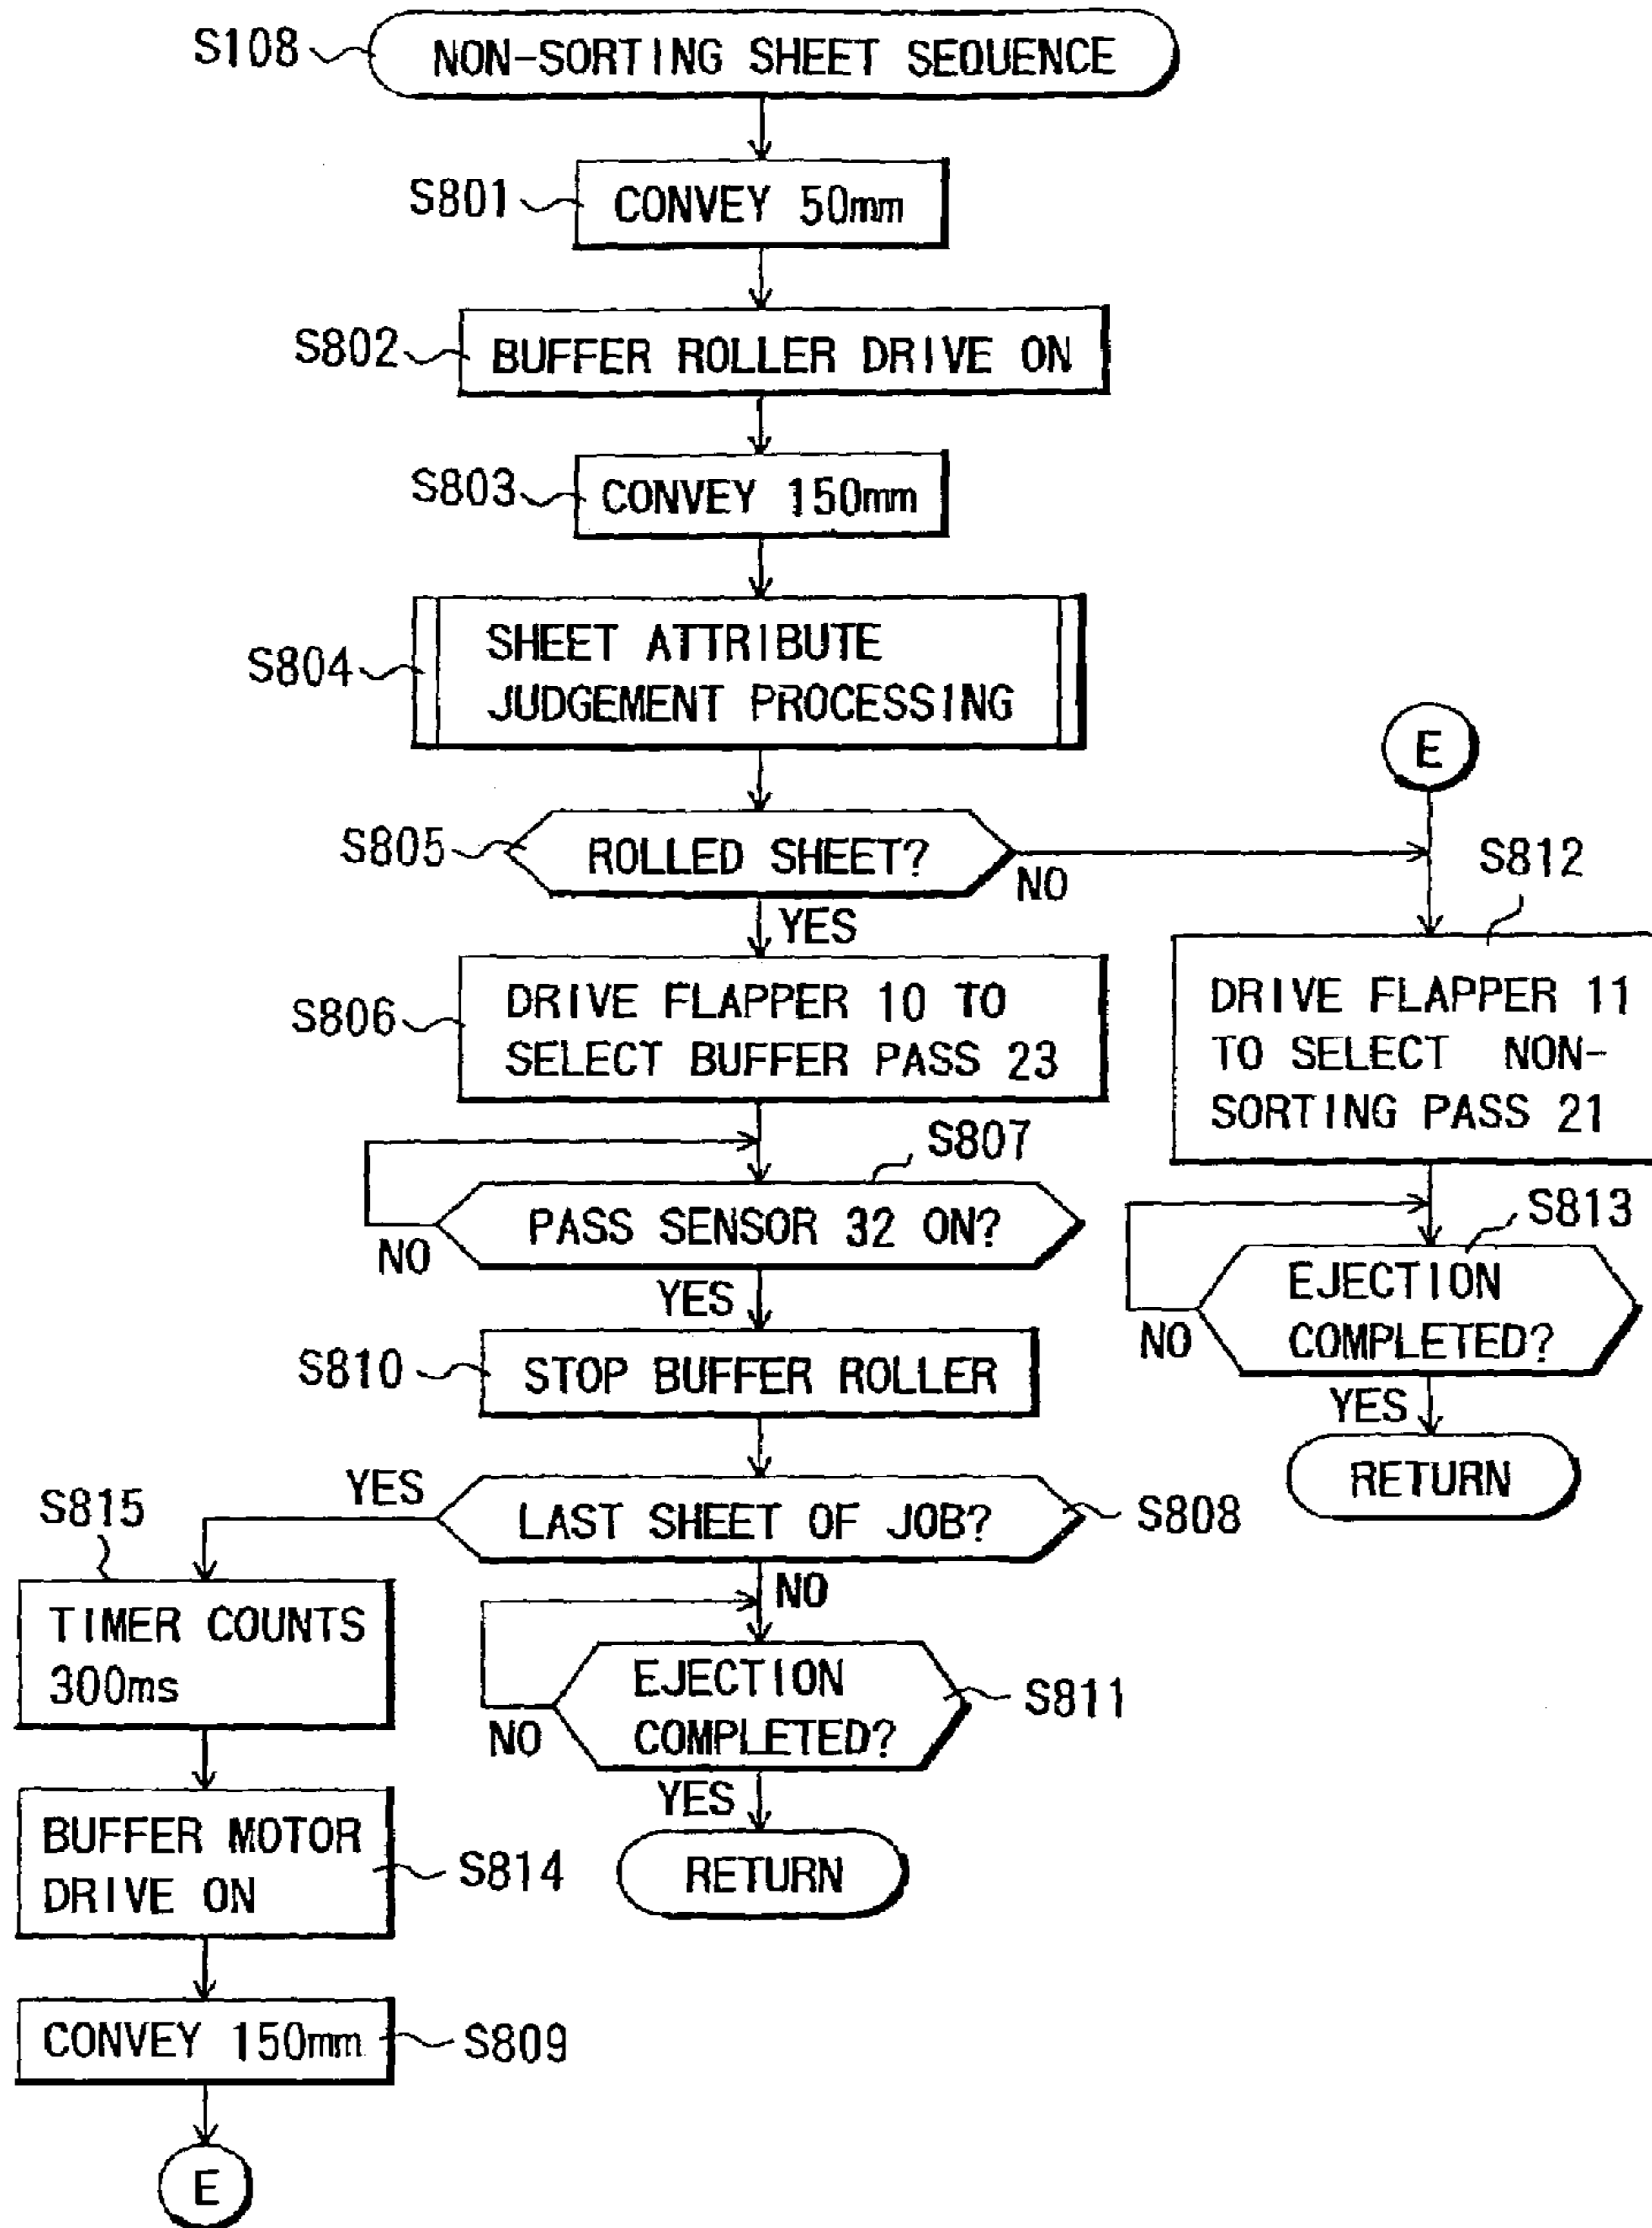 S108 NON-SORTING SHEET SEQUENCE
S801 CONVEY 50mm
S802 BUFFER ROLLER DRIVE ON
S803 CONVEY 150mm
S804
SHEET ATTRIBUTE
JUDGEMENT PROCESSING
S805 ROLLED SHEET?
NO
YES
S806
DRIVE FLAPPER 10 TO
SELECT BUFFER PASS 23
S807
PASS SENSOR 32 ON?
NO
YES
S810 STOP BUFFER ROLLER
LAST SHEET OF JOB? S808
YES
NO
EJECTION
COMPLETED?
S811
NO
YES
RETURN
S815
TIMER COUNTS
300ms
BUFFER MOTOR
DRIVE ON
S814
CONVEY 150mm S809
E
E
S812
DRIVE FLAPPER 11
TO SELECT NON-
SORTING PASS 21
S813
EJECTION
COMPLETED?
NO
YES
RETURN